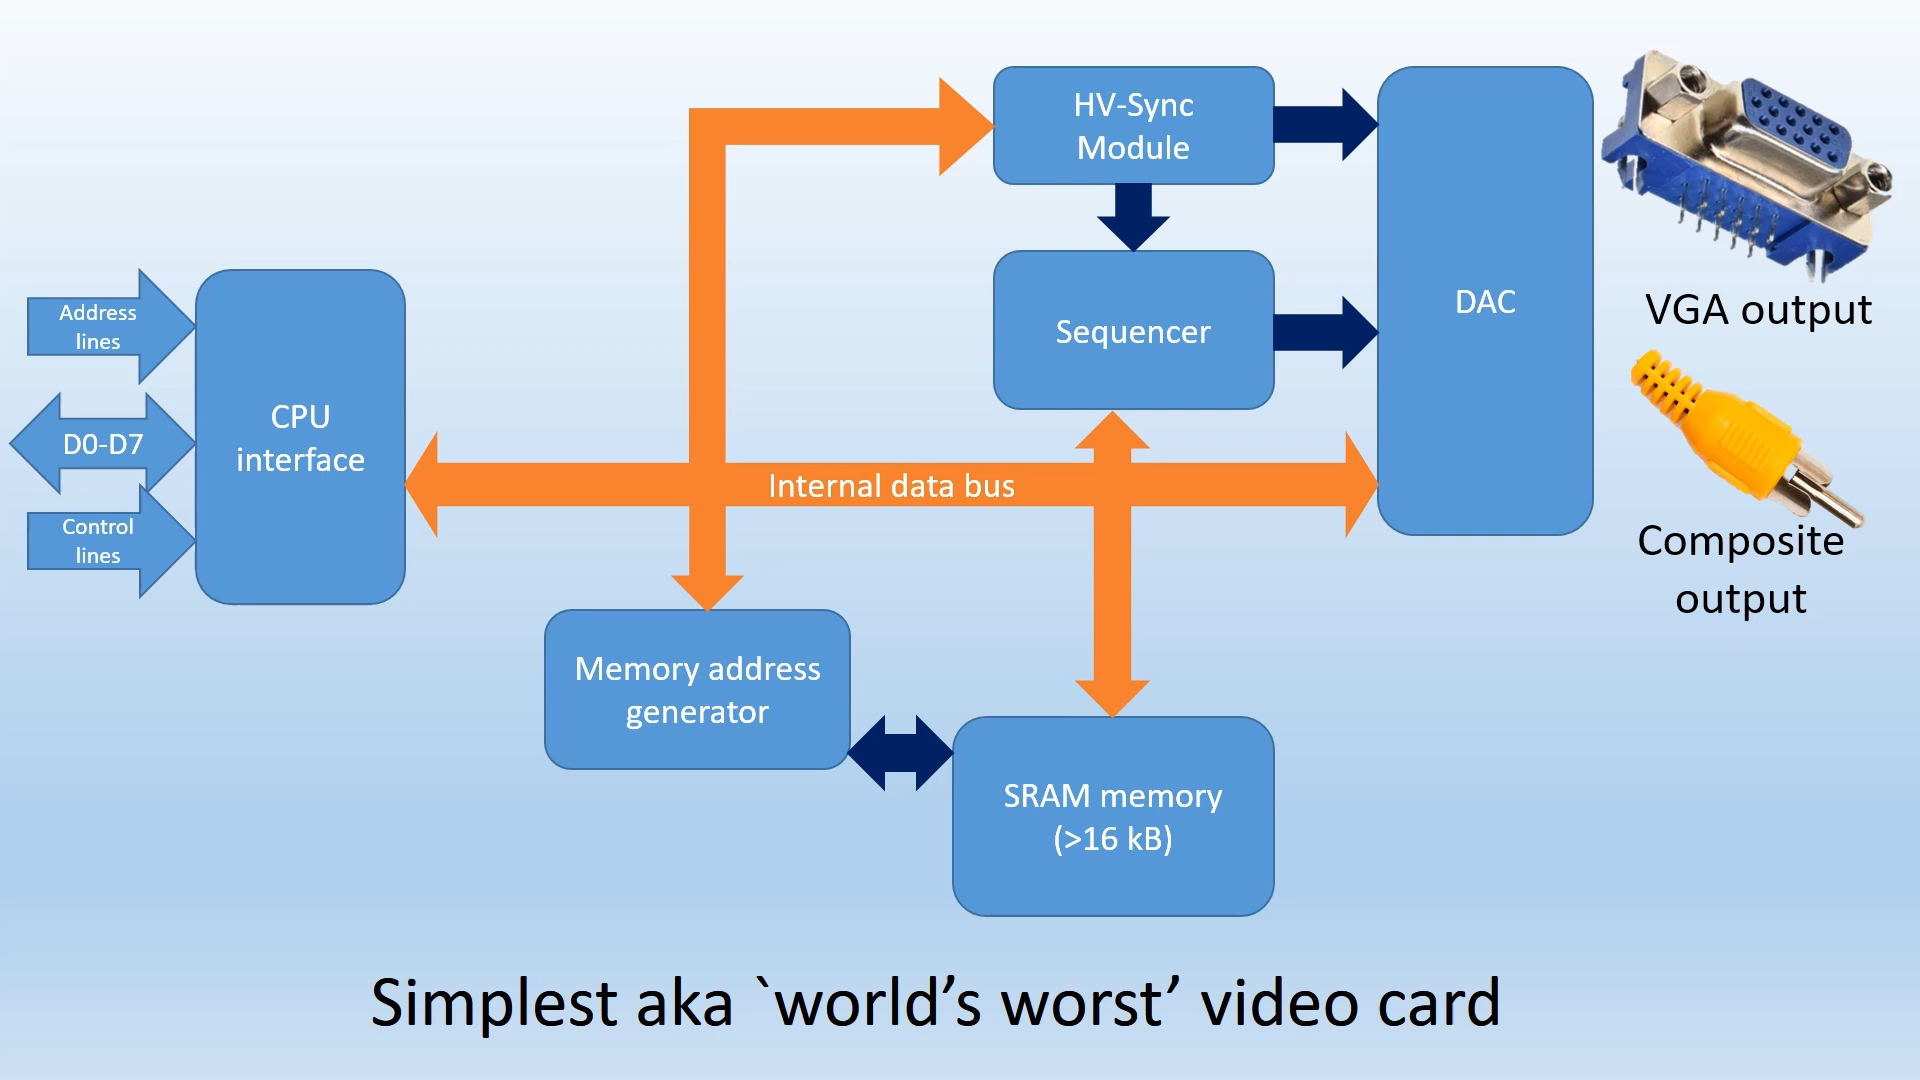 HV-Sync
Module
Sequencer
DAC
VGA output
Composite
output
Address
lines
D0-D7
Control
lines
CPU
interface
Internal data bus
Memory address
generator
SRAM memory
(>16 kB)
Simplest aka `world’s worst’ video card